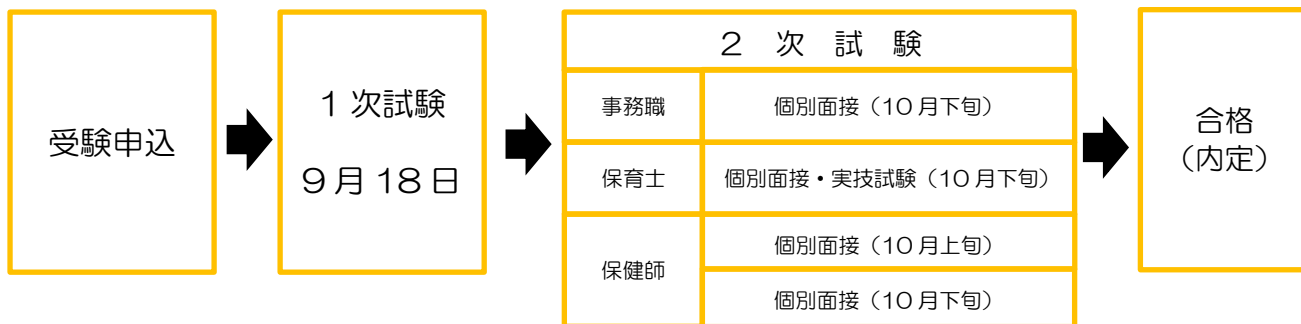 受験申込
1次試験
9月18日
2次試験
事務職
個別面接（10月下旬）
保育士
個別面接・実技試験（10月下旬）
保健師
個別面接（10月上旬）
個別面接（10月下旬）
合格
（内定）